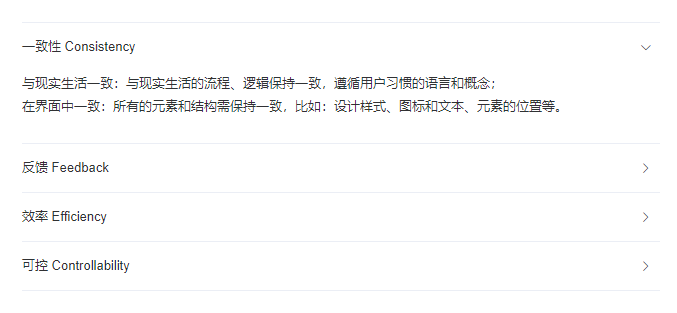 一致性 Consistency
与现实生活一致：与现实生活的流程、逻辑保持一致，遵循用户习惯的语言和概念；
在界面中一致：所有的元素和结构需保持一致，比如：设计样式、图标和文本、元素的位置等。
反馈 Feedback
效率 Efficiency
可控 Controllability